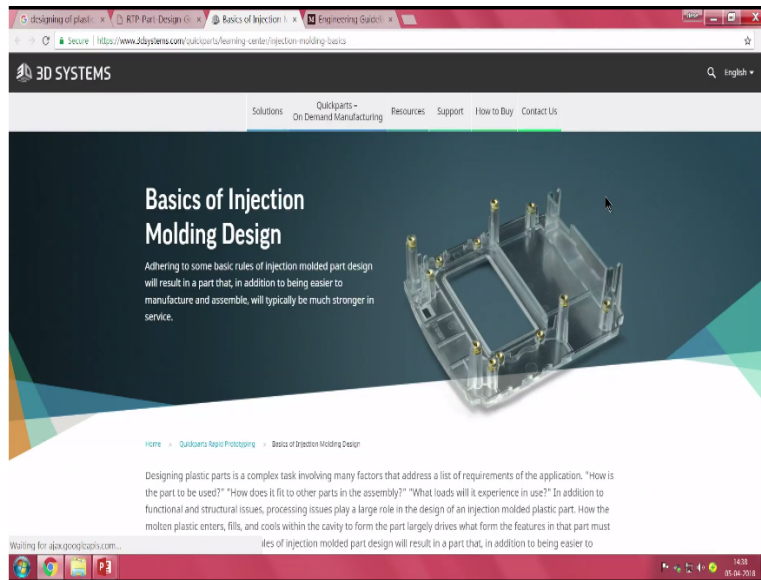 designing of plastic
RTP-Part-Design-G
Basics of Injection M
Engineering Guideli
Secure | https://www.3dsystems.com/quickparts/learning-center/injection-molding-basics
3D SYSTEMS
English
Solutions
Quickparts –
On Demand Manufacturing
Resources
Support
How to Buy
Contact Us
Basics of Injection
Molding Design
Adhering to some basic rules of injection molded part design
will result in a part that, in addition to being easier to
manufacture and assemble, will typically be much stronger in
service.
Home > Quickparts Rapid Prototyping > Basics of Injection Molding Design
Designing plastic parts is a complex task involving many factors that address a list of requirements of the application. "How is
the part to be used?" "How does it fit to other parts in the assembly?" "What loads will it experience in use?" In addition to
functional and structural issues, processing issues play a large role in the design of an injection molded plastic part. How the
molten plastic enters, fills, and cools within the cavity to form the part largely drives what form the features in that part must
Waiting for ajax.googleapis.com...
les of injection molded part design will result in a part that, in addition to being easier to
14:38
05-04-2018